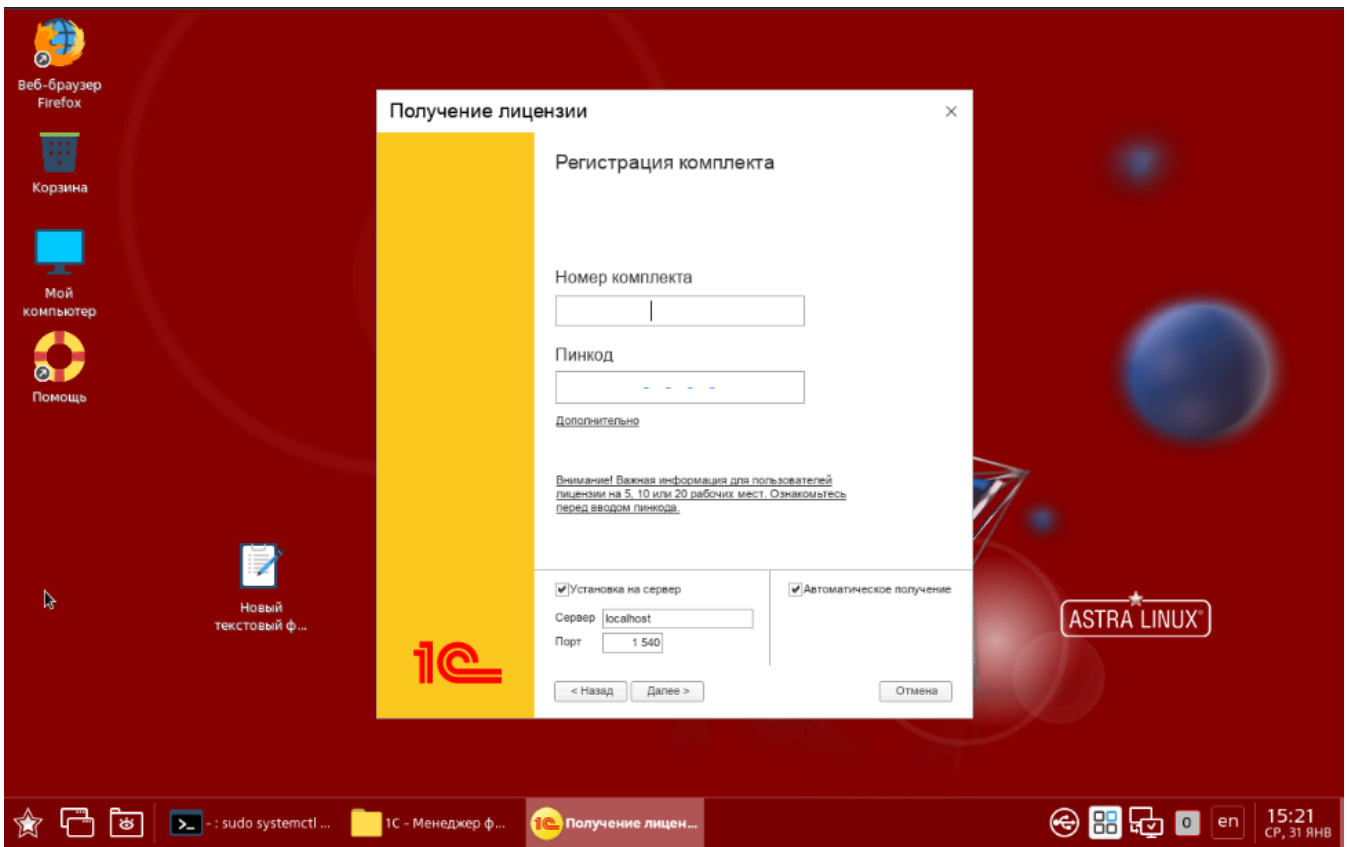 Веб-браузер
Firefox
Корзина
Мой
компьютер
Помощь
Новый
текстовый ф...
Получение лицензии
Регистрация комплекта
Номер комплекта
Пинкод
- - - -
Дополнительно
Внимание! Важная информация для пользователей
лицензии на 5, 10 или 20 рабочих мест. Ознакомьтесь
перед вводом пинкода.
Установка на сервер
Сервер localhost
Порт 1 540
Автоматическое получение
< Назад Далее > Отмена
1С
ASTRA LINUX®
- : sudo systemctl ...
1С - Менеджер ф...
1С Получение лицен...
0
en
15:21
СР, 31 ЯНВ